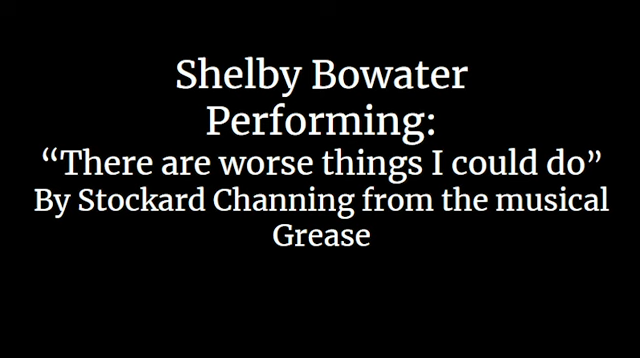 Shelby Bowater
Performing:
“There are worse things I could do”
By Stockard Channing from the musical
Grease